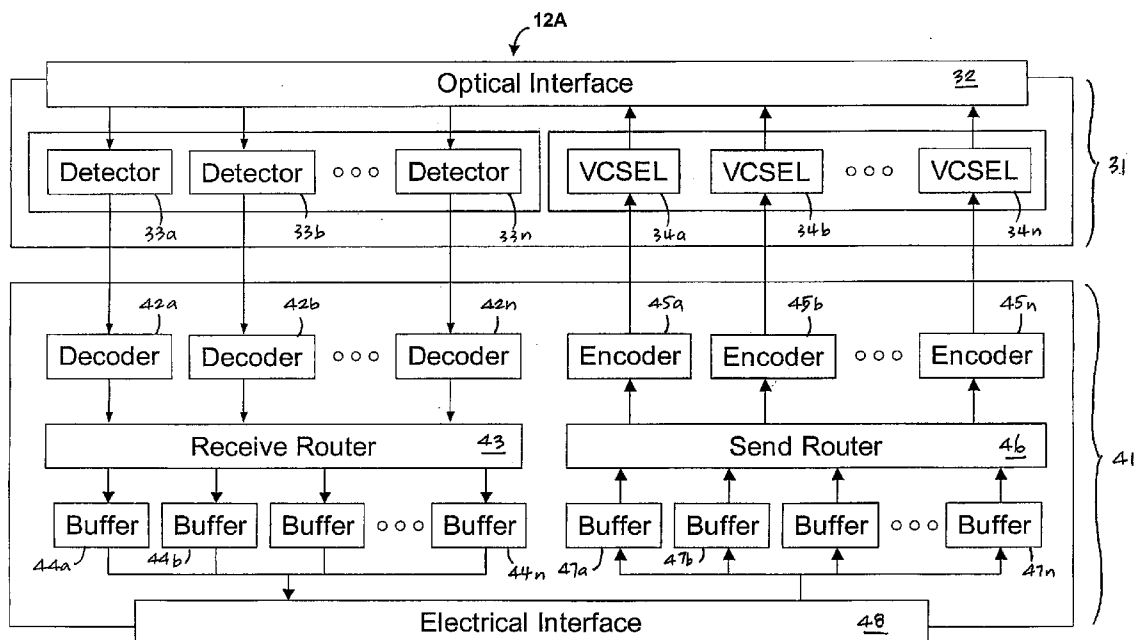 12A
Optical Interface 32
Detector Detector Detector VCSEL VCSEL VCSEL
31
33a 33b 33n 34a 34b 34n
42a 42b 42n 45a 45b 45n
Decoder Decoder Decoder Encoder Encoder Encoder
Receive Router 43 Send Router 46
41
Buffer Buffer Buffer Buffer Buffer Buffer Buffer Buffer
44a 44b 44n 47a 47b 47n
Electrical Interface 48